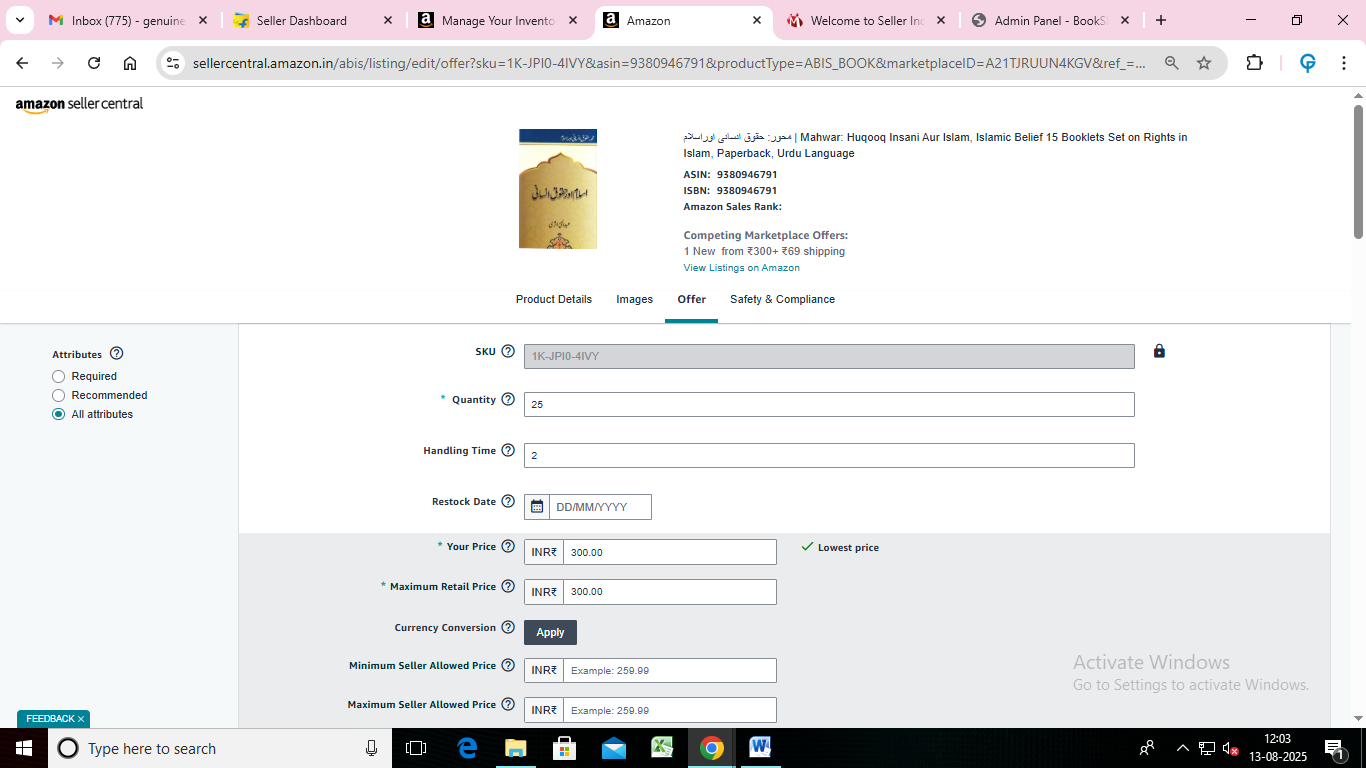 Inbox (775) - genuine
Seller Dashboard
Manage Your Invento
Amazon
Welcome to Seller In
Admin Panel - BookS
sellercentral.amazon.in/abis/listing/edit/offer?sku=1K-JPI0-4IVY&asin=9380946791&productType=ABIS_BOOK&marketplaceID=A21TJRUUN4KGV&ref_=...
amazon seller central
اسلام اور حقوق انسانی
محور: حقوق انسانی اوراسلام | Mahwar: Huqooq Insani Aur Islam, Islamic Belief 15 Booklets Set on Rights in
Islam, Paperback, Urdu Language
ASIN: 9380946791
ISBN: 9380946791
Amazon Sales Rank:
Competing Marketplace Offers:
1 New from ₹300+ ₹69 shipping
View Listings on Amazon
Product Details
Images
Offer
Safety & Compliance
Attributes
Required
Recommended
All attributes
SKU
1K-JPI0-4IVY
* Quantity
25
Handling Time
2
Restock Date
DD/MM/YYYY
* Your Price
INR₹ 300.00
Lowest price
* Maximum Retail Price
INR₹ 300.00
Currency Conversion
Apply
Minimum Seller Allowed Price
INR₹ Example: 259.99
Maximum Seller Allowed Price
INR₹ Example: 259.99
Activate Windows
Go to Settings to activate Windows.
FEEDBACK
Type here to search
12:03
13-08-2025
1